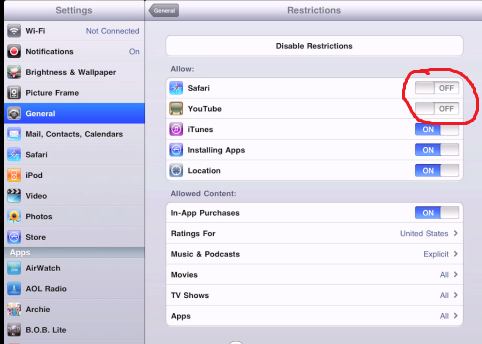 Settings
Wi-Fi Not Connected
Notifications On
Brightness & Wallpaper
Picture Frame
General
Mail, Contacts, Calendars
Safari
iPod
Video
Photos
Store
Apps
AirWatch
AOL Radio
Archie
B.O.B. Lite
General Restrictions
Disable Restrictions
Allow:
Safari OFF
YouTube OFF
iTunes ON
Installing Apps ON
Location ON
Allowed Content:
In-App Purchases ON
Ratings For United States
Music & Podcasts Explicit
Movies All
TV Shows All
Apps All